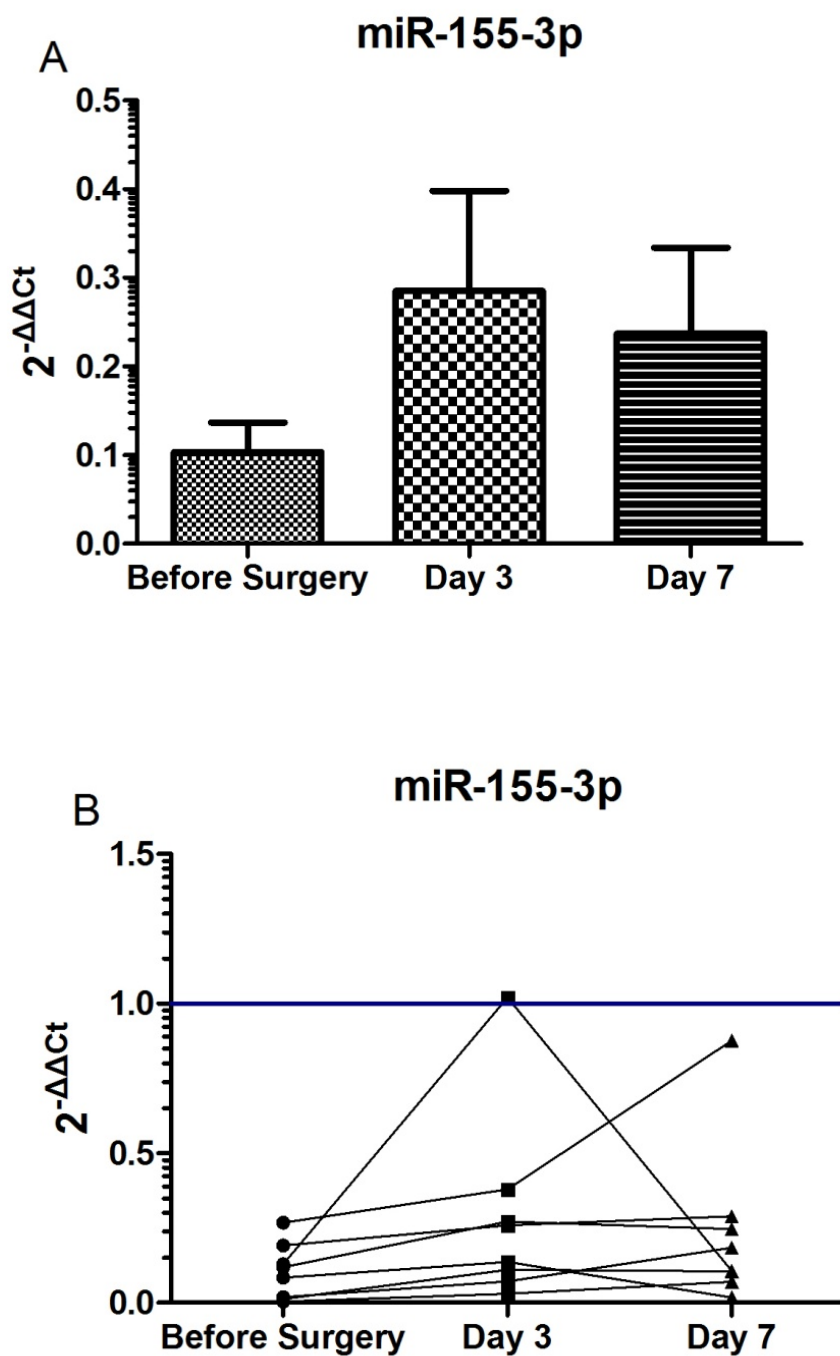 A
miR-155-3p
2-ΔΔCt
0.5
0.4
0.3
0.2
0.1
0.0
Before Surgery Day 3 Day 7
B
miR-155-3p
2-ΔΔCt
1.5
1.0
0.5
0.0
Before Surgery Day 3 Day 7